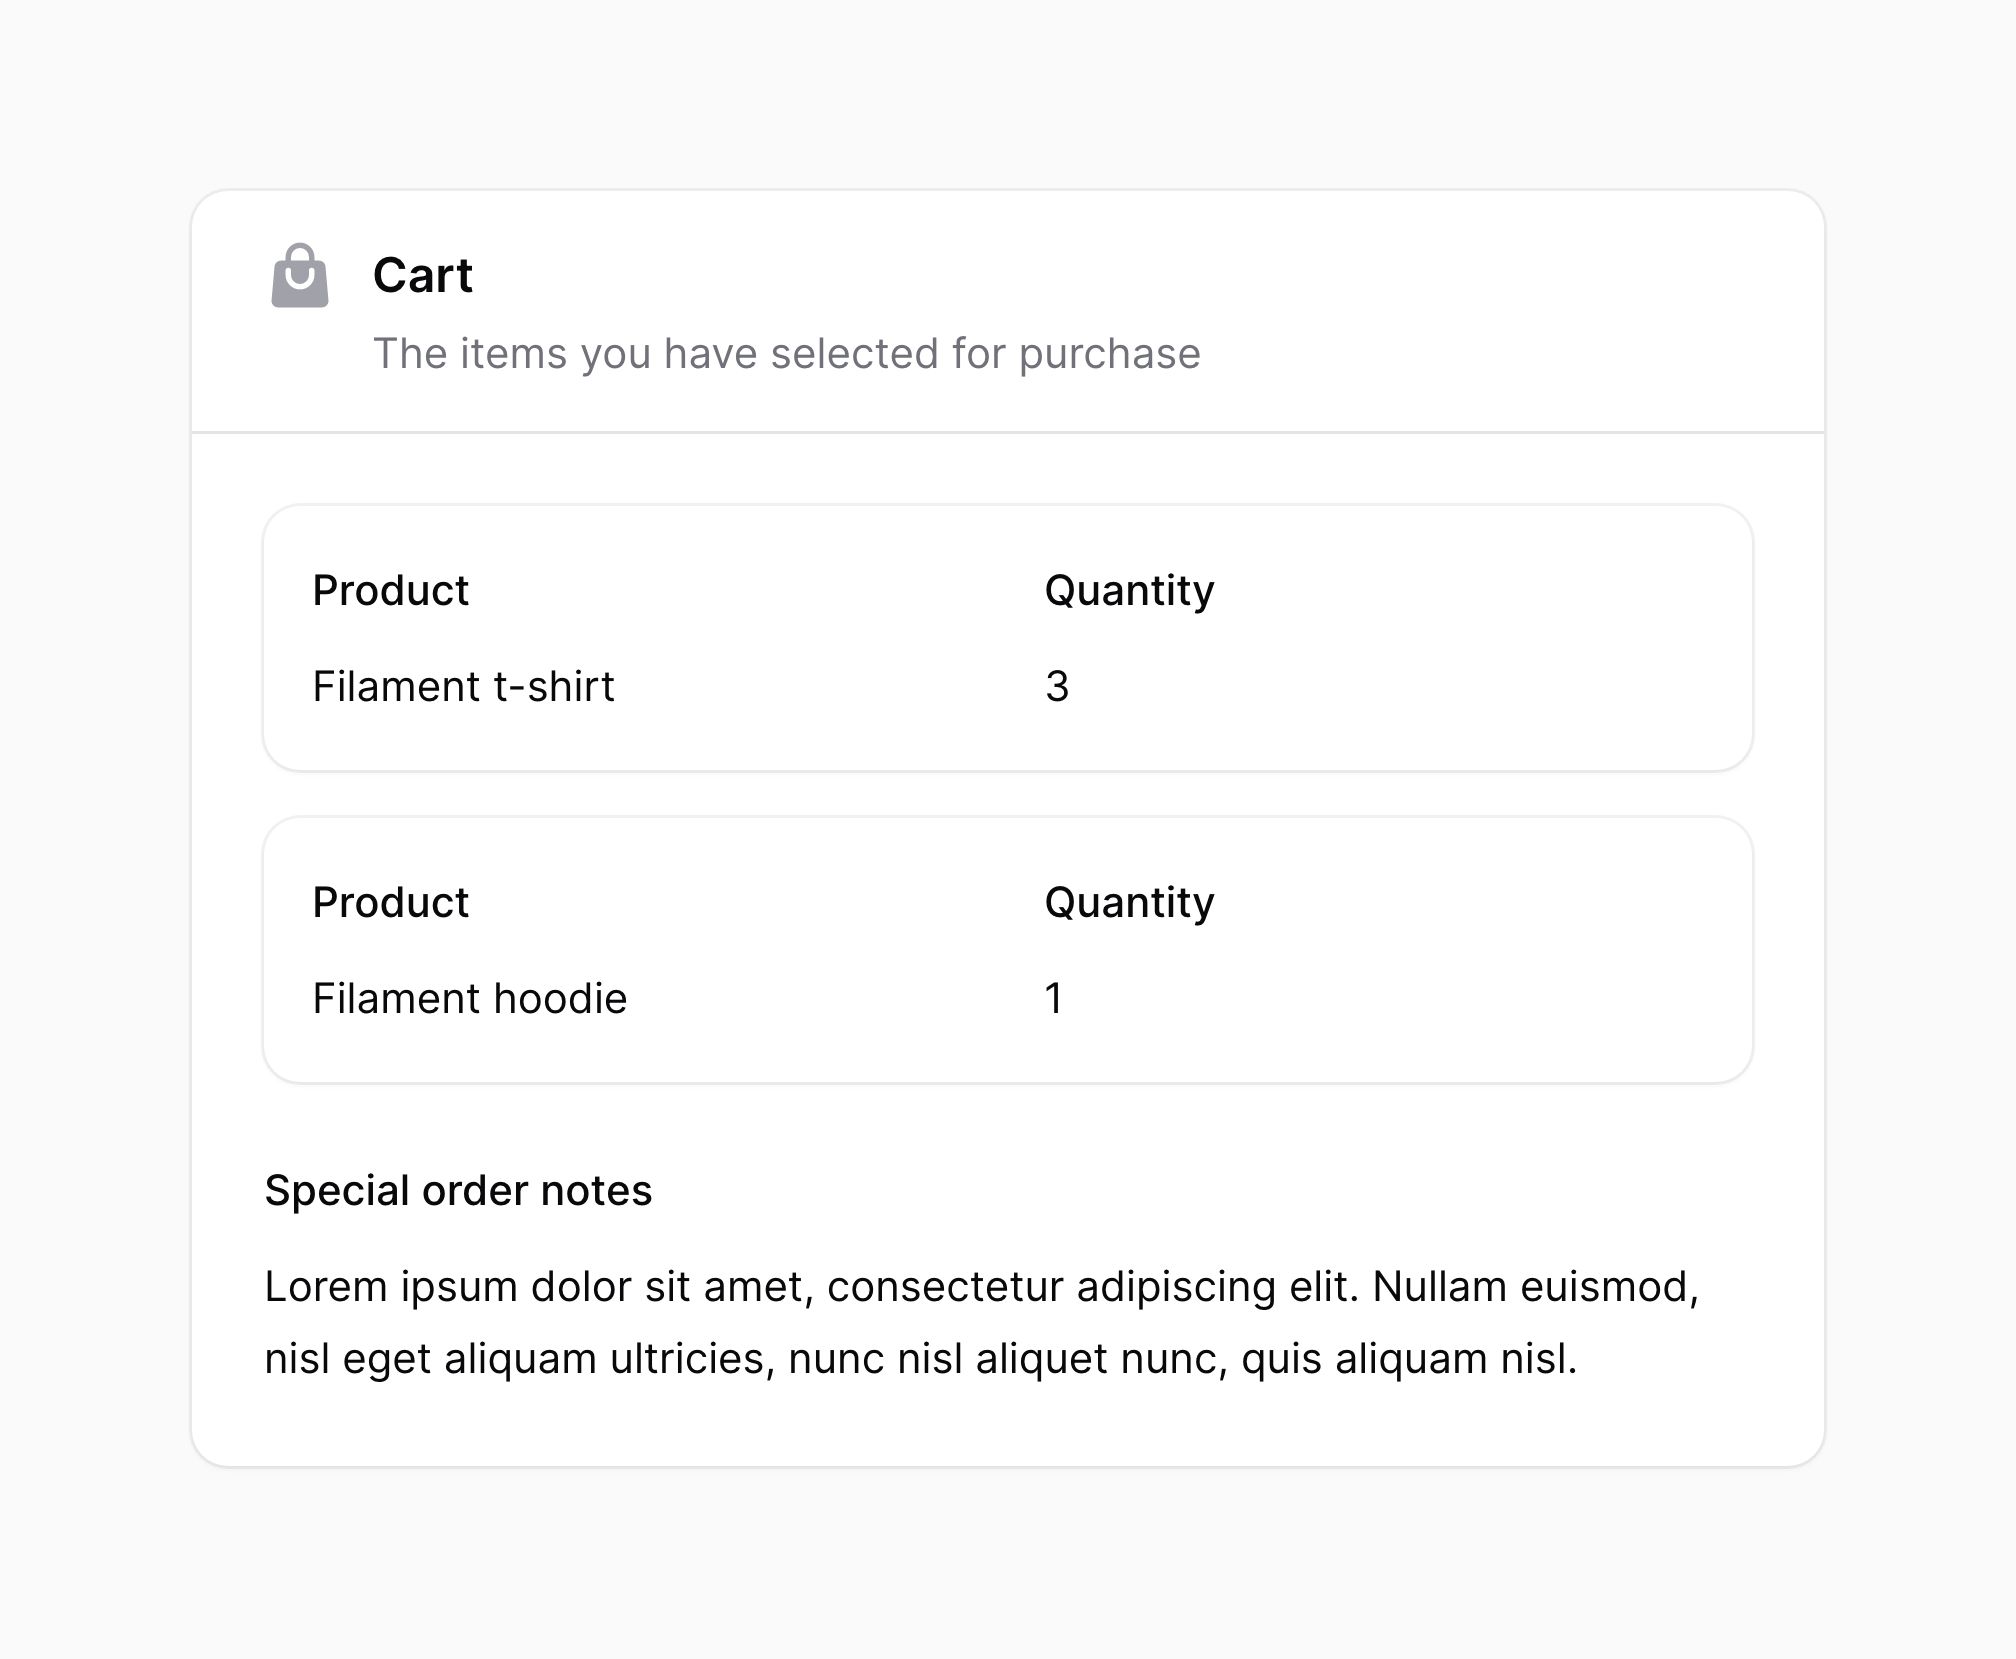 Cart
The items you have selected for purchase
Product Quantity
Filament t-shirt 3
Product Quantity
Filament hoodie 1
Special order notes
Lorem ipsum dolor sit amet, consectetur adipiscing elit. Nullam euismod,
nisl eget aliquam ultricies, nunc nisl aliquet nunc, quis aliquam nisl.